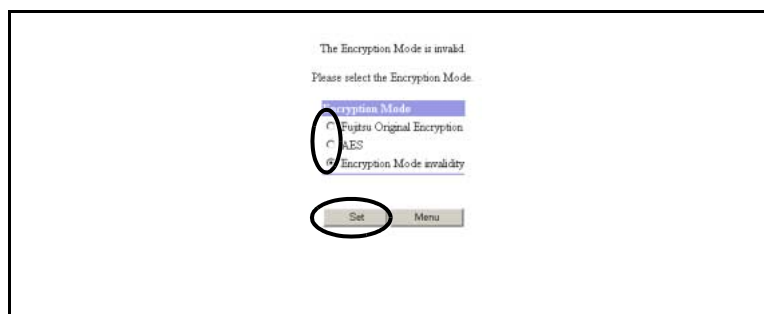 The Encryption Mode is invalid.
Please select the Encryption Mode.
Encryption Mode
Fujitsu Original Encryption
AES
Encryption Mode invalidity
Set Menu